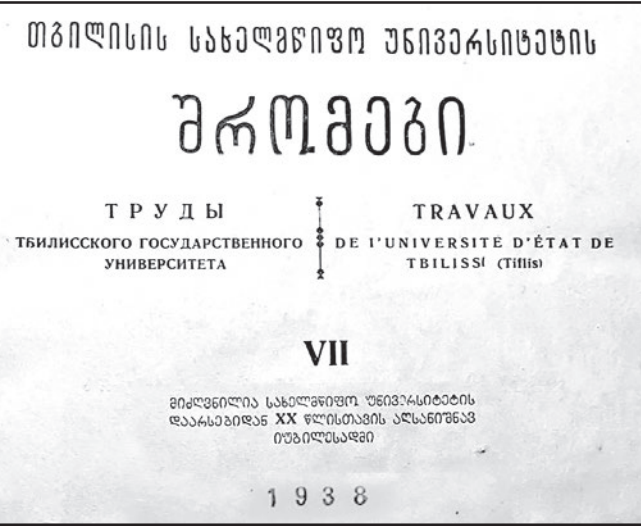 თბილისის სახელმწიფო უნივერსიტეტის
შრომები
ТРУДЫ
ТБИЛИССКОГО ГОСУДАРСТВЕННОГО
УНИВЕРСИТЕТА
TRAVAUX
DE l'UNIVERSITÉ D'ÉTAT DE
TBILISSI (Tiflis)
VII
მიძღვნილია სახელმწიფო უნივერსიტეტის
დაარსებიდან XX წლისთავის აღსანიშნავ
იუბილესადმი
1938